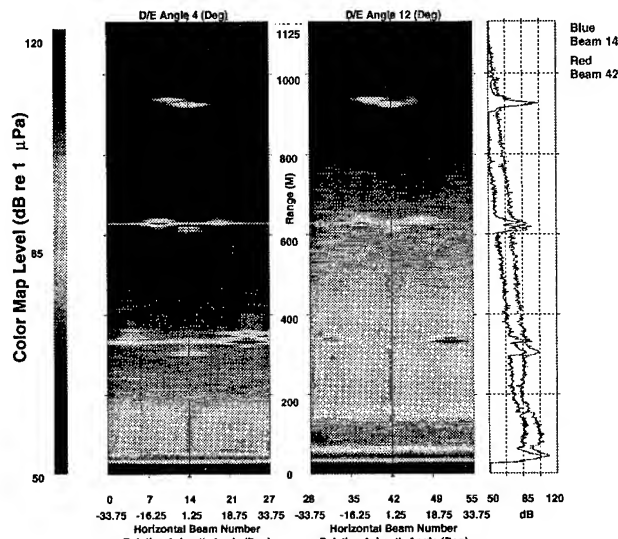 D/E Angle 4 (Deg)
D/E Angle 12 (Deg)
120
85
50
Color Map Level (dB re 1 μPa)
1125
1000
800
600
400
200
0
Range (M)
Blue
Beam 14
Red
Beam 42
0 7 14 21 27
-33.75 -16.25 1.25 18.75 33.75
Horizontal Beam Number
28 35 42 49 55
-33.75 -16.25 1.25 18.75 33.75
Horizontal Beam Number
50 85 120
dB